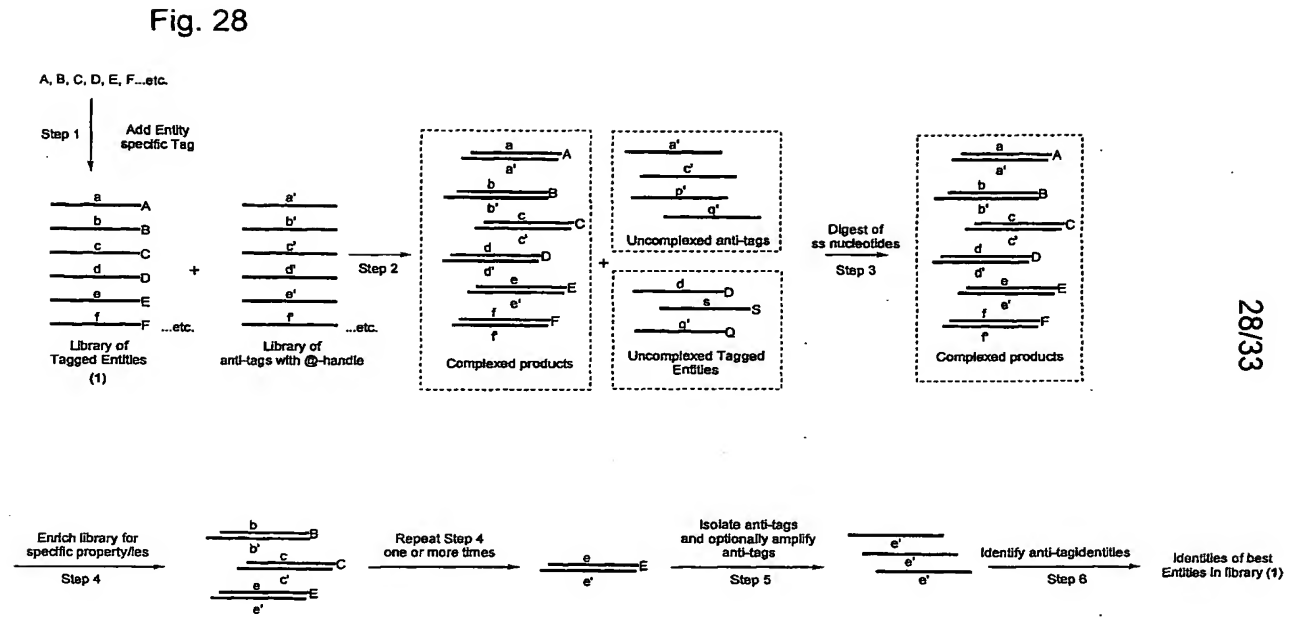 Fig. 28
A, B, C, D, E, F...etc.
Step 1
Add Entity
specific Tag
a
A
b
B
c
C
d
D
e
E
f
F
...etc.
Library of
Tagged Entities
(1)
+
a'
b'
c'
d'
e'
f'
...etc.
Library of
anti-tags with @-handle
Step 2
a
A
a'
b
B
b'
c
C
c'
d
D
d'
e
E
e'
f
F
f'
Complexed products
+
a'
c'
p'
q'
Uncomplexed anti-tags
d
D
s
S
q'
Q
Uncomplexed Tagged
Entities
Digest of
ss nucleotides
Step 3
a
A
a'
b
B
b'
c
C
c'
d
D
d'
e
E
e'
f
F
f'
Complexed products
28/33
Enrich library for
specific property/ies
Step 4
b
B
b'
c
C
c'
e
E
e'
Repeat Step 4
one or more times
e
E
e'
Isolate anti-tags
and optionally amplify
anti-tags
Step 5
e'
e'
e'
Identify anti-tagidentities
Step 6
Identities of best
Entities in library (1)